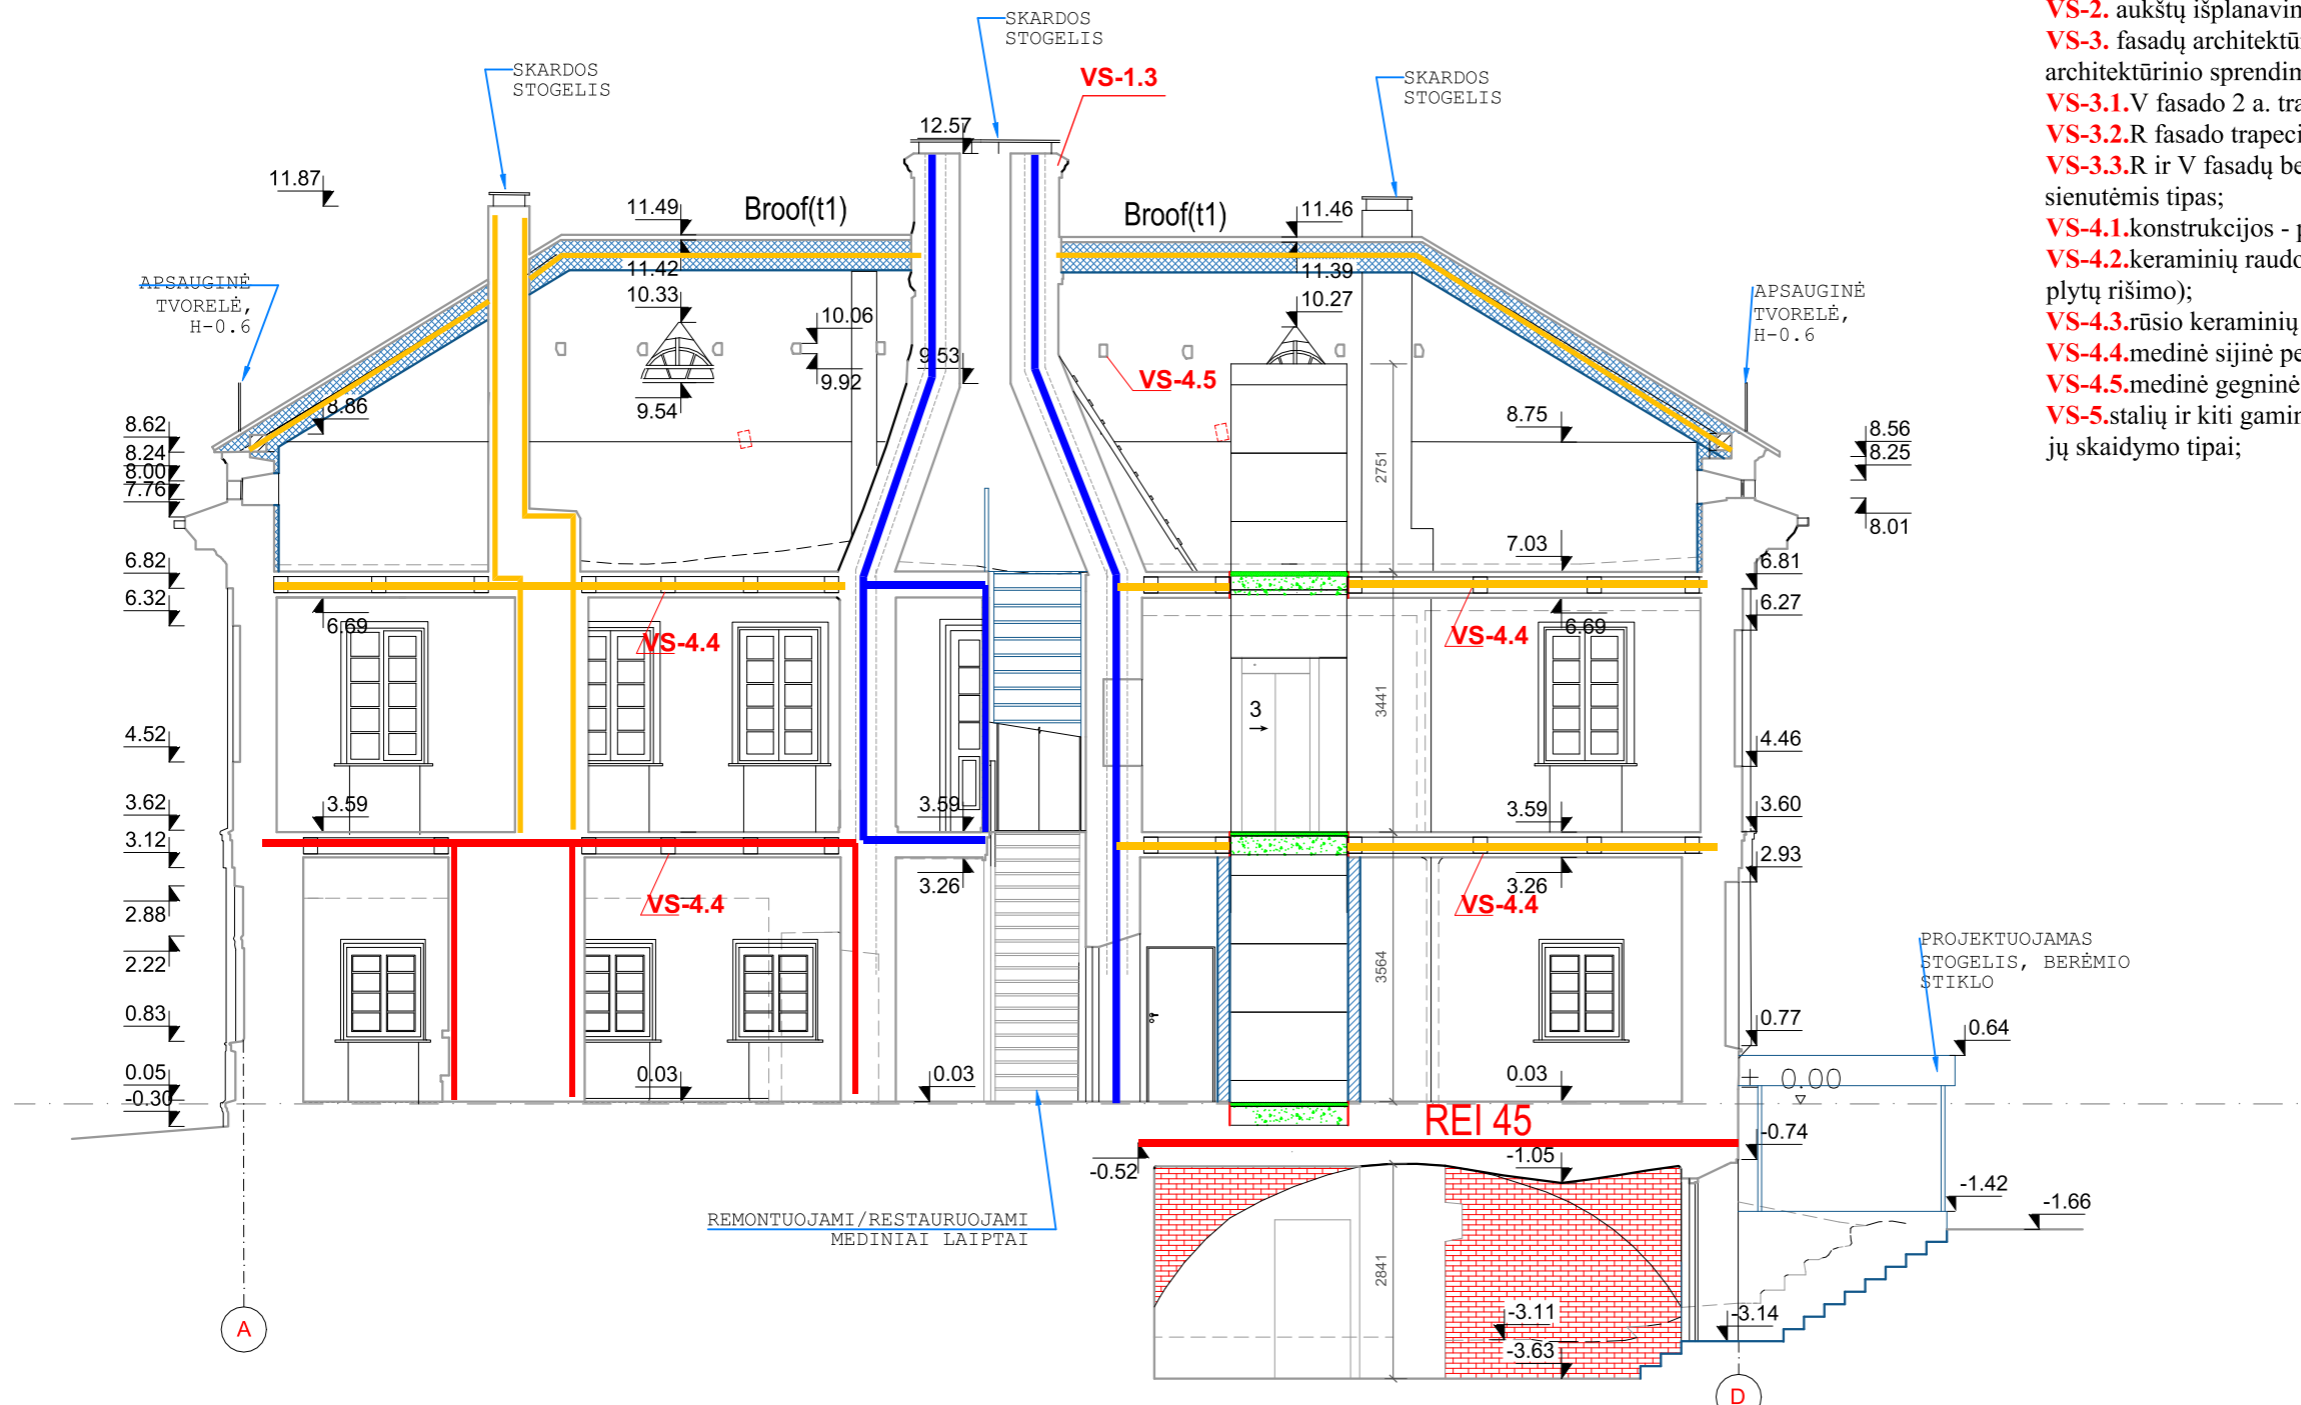 SKARDOS
STOGELIS
SKARDOS
STOGELIS
VS-1.3
SKARDOS
STOGELIS
12.57
11.87
11.49
Broof(t1)
Broof(t1)
11.46
11.42
11.39
10.33
10.27
10.06
9.92
9.53
9.54
VS-4.5
APSAUGINĖ
TVORELĖ,
H-0.6
APSAUGINĖ
TVORELĖ,
H-0.6
8.86
8.75
8.62
8.24
8.00
7.76
8.56
8.25
8.01
2751
7.03
6.82
6.32
6.81
6.27
6.69
6.69
VS-4.4
VS-4.4
3
3441
4.52
4.46
3.62
3.59
3.59
3.59
3.60
3.12
2.93
3.26
3.26
VS-4.4
VS-4.4
2.88
2.22
3564
PROJEKTUOJAMAS
STOGELIS, BERĖMIO
STIKLO
0.83
0.77
0.64
0.05
-0.30
0.03
0.03
0.03
+ 0.00
REI 45
-0.74
-0.52
-1.05
-1.42
-1.66
REMONTUOJAMI/RESTAURUOJAMI
MEDINIAI LAIPTAI
2841
-3.11
-3.14
-3.63
A
D
VS-2. aukštų išplanavim
VS-3. fasadų architektū
architektūrinio sprendim
VS-3.1.V fasado 2 a. tra
VS-3.2.R fasado trapeci
VS-3.3.R ir V fasadų be
sienutėmis tipas;
VS-4.1.konstrukcijos - p
VS-4.2.keraminių raudo
plytų rišimo);
VS-4.3.rūsio keraminių
VS-4.4.medinė sijinė pe
VS-4.5.medinė gegninė
VS-5.stalių ir kiti gamin
jų skaidymo tipai;